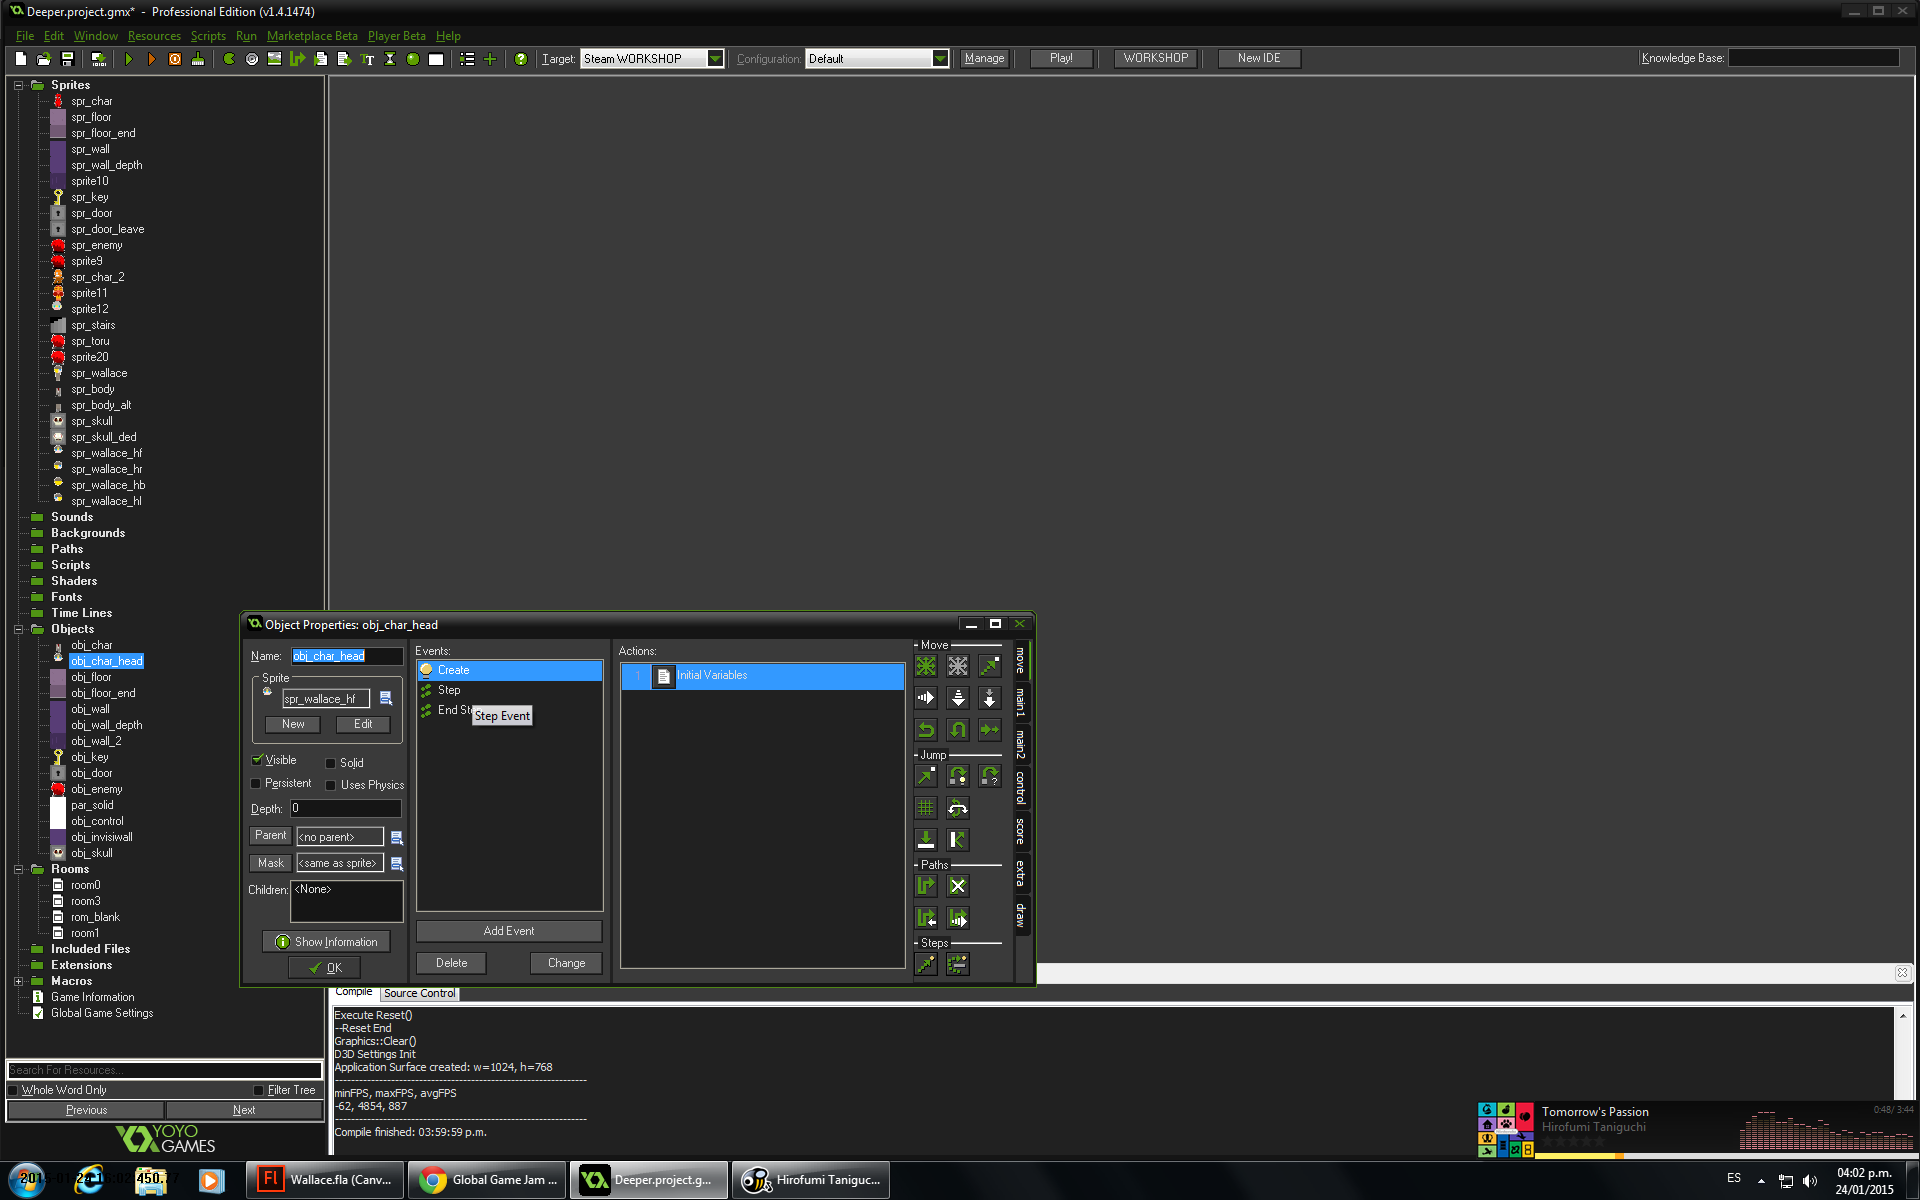 Deeper.project.gmx* - Professional Edition (v1.4.1474)
File Edit Window Resources Scripts Run Marketplace Beta Player Beta Help
Target: Steam WORKSHOP Configuration: Default Manage Play! WORKSHOP New IDE Knowledge Base:
Sprites
spr_char
spr_floor
spr_floor_end
spr_wall
spr_wall_depth
sprite10
spr_key
spr_door
spr_door_leave
spr_enemy
sprite9
spr_char_2
sprite11
sprite12
spr_stairs
spr_toru
sprite20
spr_wallace
spr_body
spr_body_alt
spr_skull
spr_skull_ded
spr_wallace_hf
spr_wallace_hr
spr_wallace_hb
spr_wallace_hl
Sounds
Backgrounds
Paths
Scripts
Shaders
Fonts
Time Lines
Objects
obj_char
obj_char_head
obj_floor
obj_floor_end
obj_wall
obj_wall_depth
obj_wall_2
obj_key
obj_door
obj_enemy
par_solid
obj_control
obj_invisiwall
obj_skull
Rooms
room0
room3
rom_blank
room1
Included Files
Extensions
Macros
Game Information
Global Game Settings
Search For Resources...
Whole Word Only Filter Tree
Previous Next
YOYO
GAMES
Object Properties: obj_char_head
Name: obj_char_head
Sprite
spr_wallace_hf
New Edit
Visible Solid
Persistent Uses Physics
Depth: 0
Parent <no parent>
Mask <same as sprite>
Children: <None>
Show Information
OK
Events:
Create
Step
End Ste
Step Event
Add Event
Delete Change
Actions:
1 Initial Variables
Move
Jump
Paths
Steps
move
main1
main2
control
score
extra
draw
Compile Source Control
Execute Reset()
--Reset End
Graphics::Clear()
D3D Settings Init
Application Surface created: w=1024, h=768
minFPS, maxFPS, avgFPS
-62, 4854, 887
Compile finished: 03:59:59 p.m.
Tomorrow's Passion 0:48/ 3:44
Hirofumi Taniguchi
Wallace.fla (Canv...
Global Game Jam ...
Deeper.project.g...
Hirofumi Taniguc...
ES
04:02 p.m.
24/01/2015